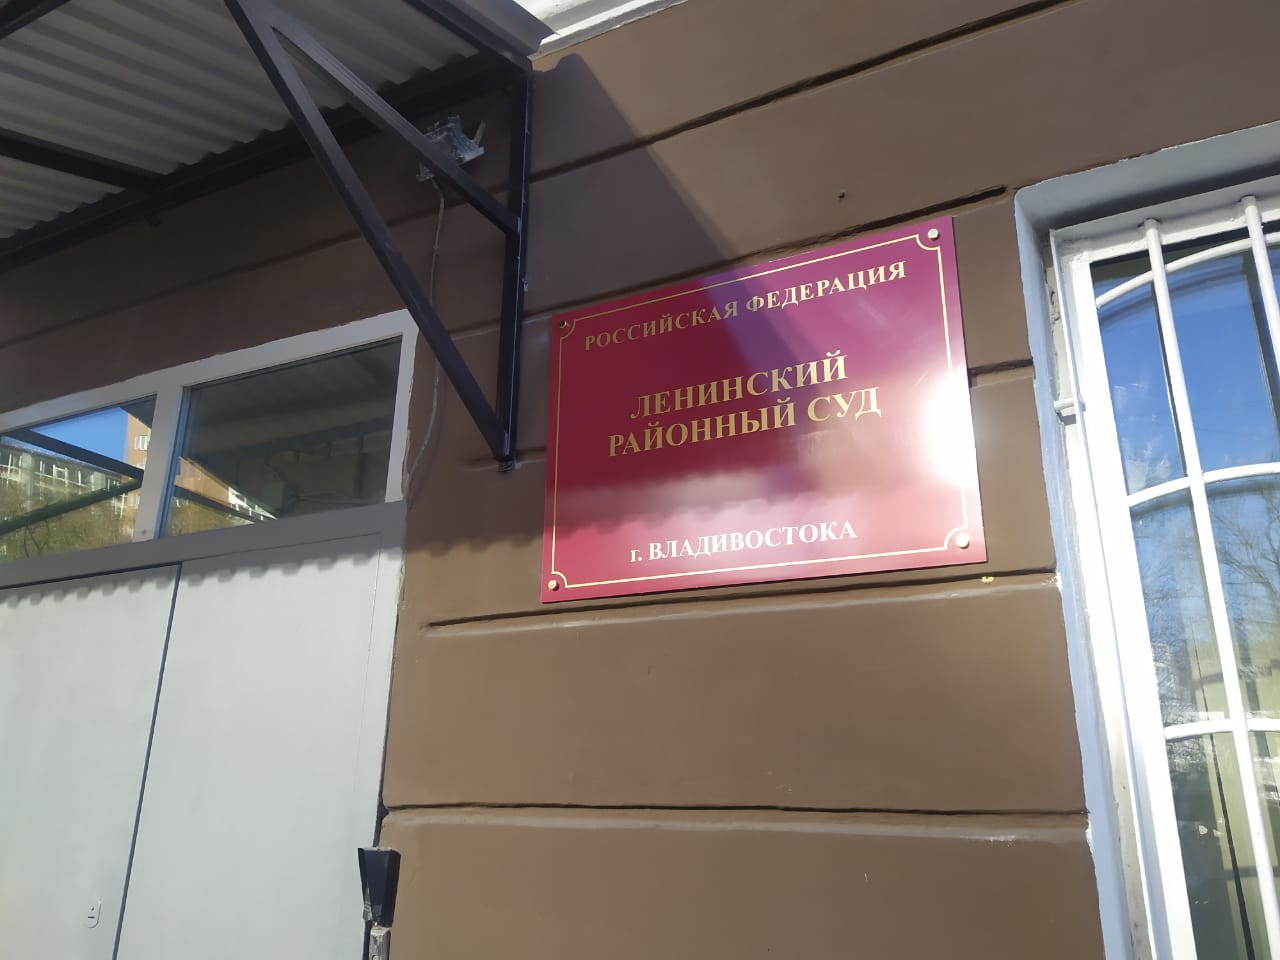 РОССИЙСКАЯ ФЕДЕРАЦИЯ
ЛЕНИНСКИЙ
РАЙОННЫЙ СУД
г. ВЛАДИВОСТОКА